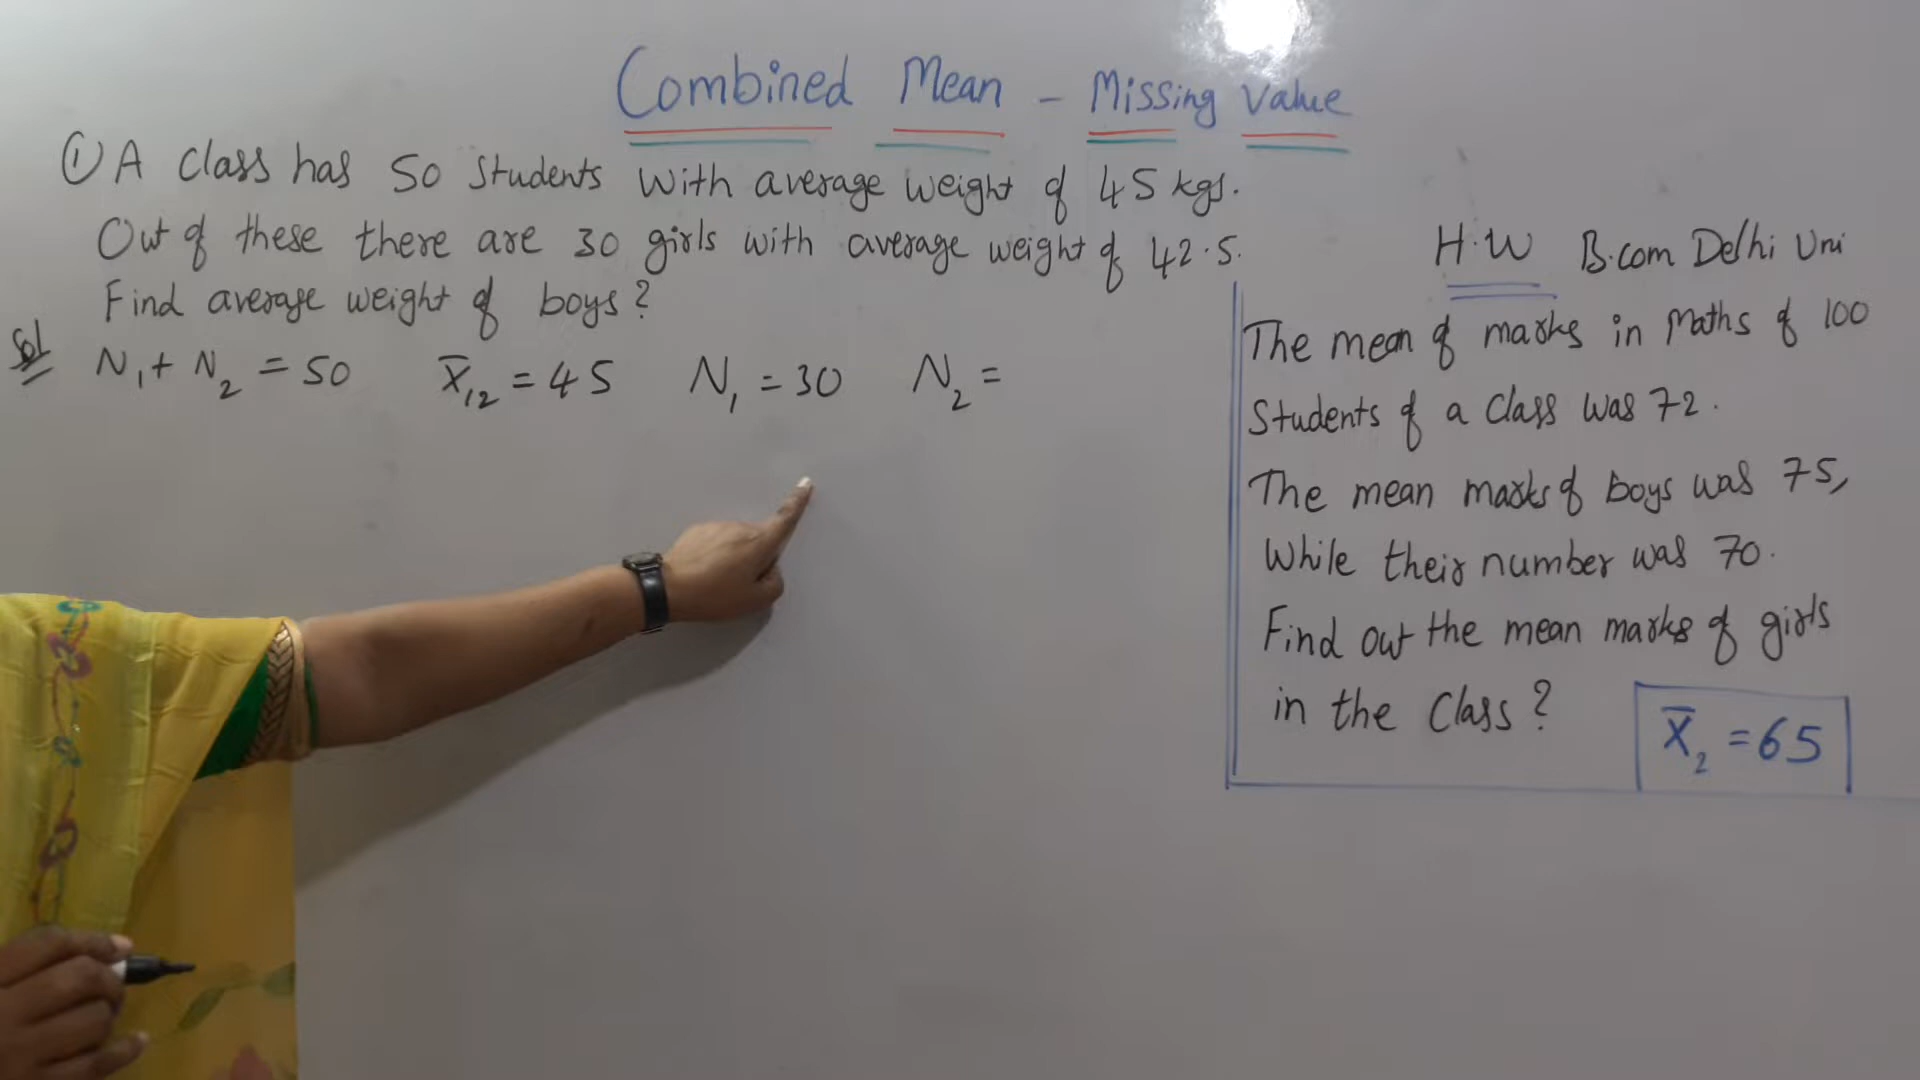 Combined Mean - Missing Value
① A Class has 50 Students With average weight of 45 kgs.
Out of these there are 30 girls with average weight of 42.5.
Find average weight of boys?
Sol
N₁ + N₂ = 50 X̄₁₂ = 45 N₁ = 30 N₂ =
H.W B.com Delhi Uni
The mean of marks in Maths of 100
Students of a Class was 72.
The mean marks of boys was 75,
While their number was 70.
Find out the mean marks of girls
in the Class?
X̄₂ = 65